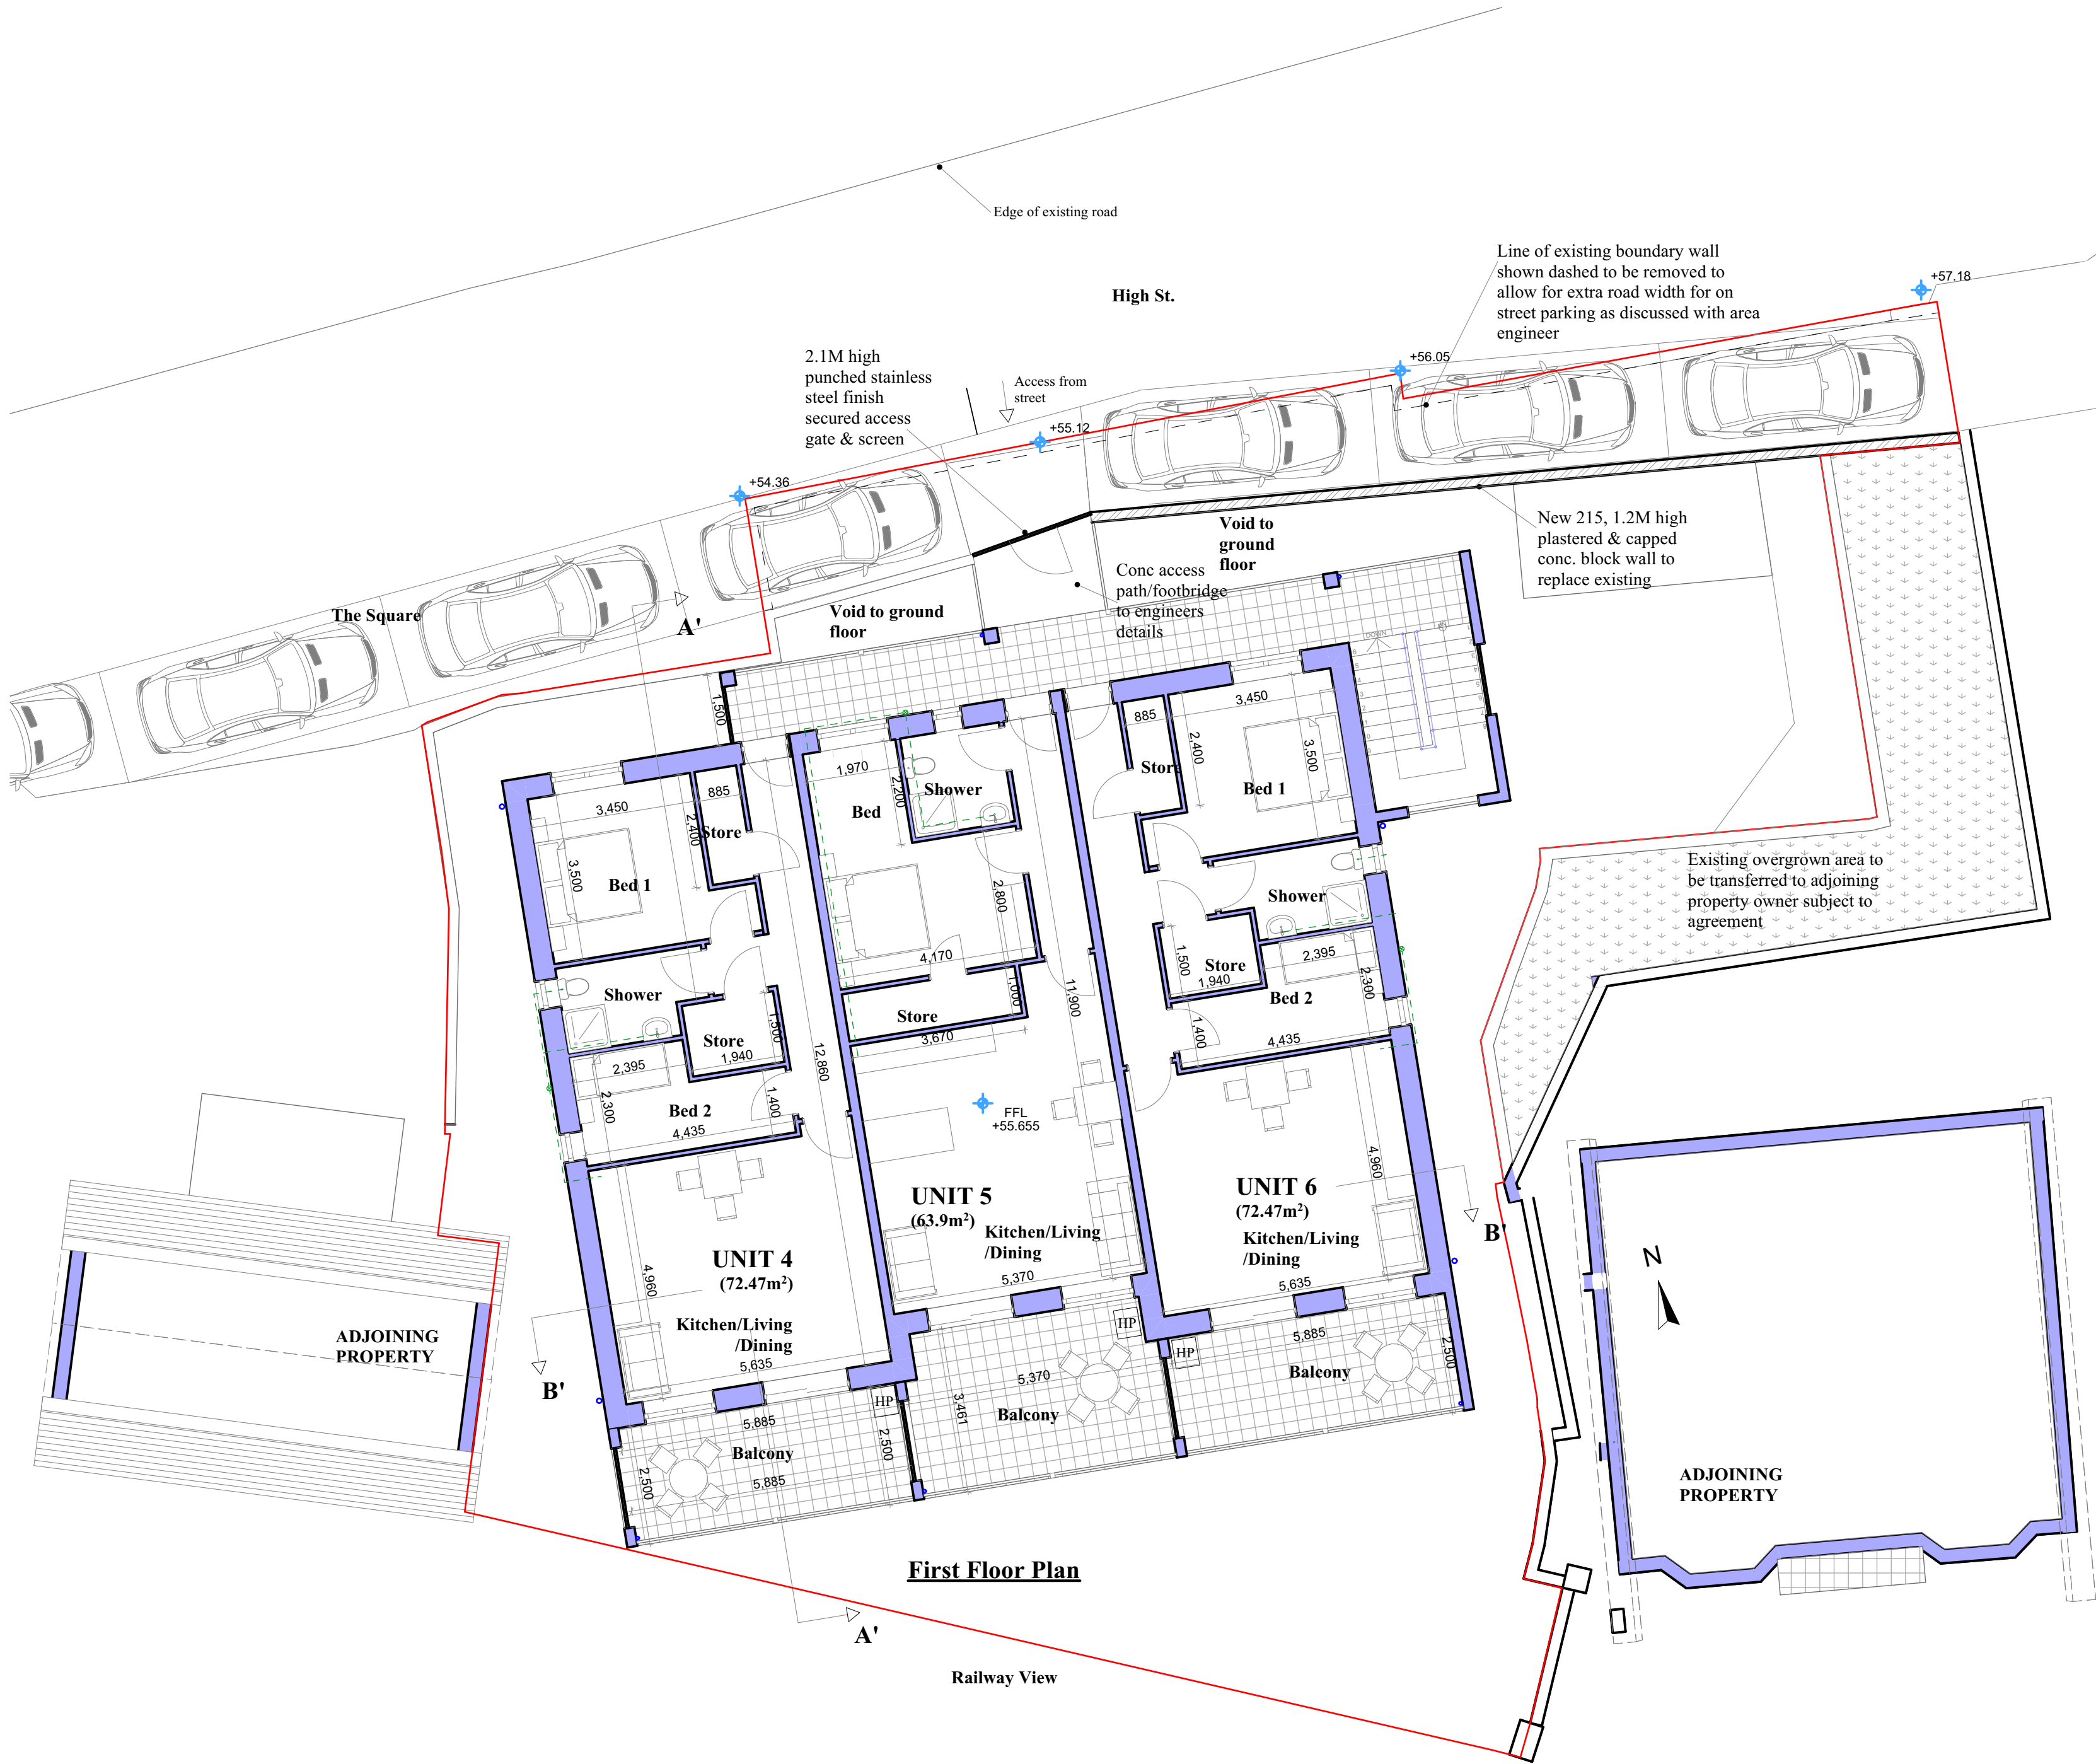 Edge of existing road
High St.
Line of existing boundary wall
shown dashed to be removed to
allow for extra road width for on
street parking as discussed with area
engineer
+57.18
+56.05
2.1M high
punched stainless
steel finish
secured access
gate & screen
Access from
street
+55.12
+54.36
New 215, 1.2M high
plastered & capped
conc. block wall to
replace existing
Void to
ground
floor
Conc access
path/footbridge
to engineers
details
Void to ground
floor
The Square
A'
DOWN
1,500
3,450
885
2,400
3,500
Store
Bed 1
1,970
2,200
Bed
Shower
3,450
885
2,400
Store
3,500
Bed 1
Existing overgrown area to
be transferred to adjoining
property owner subject to
agreement
2,800
4,170
1,000
Store
3,670
11,900
12,860
Shower
Store
1,500
1,940
2,395
2,300
Bed 2
4,435
1,400
Shower
Store
1,500
1,940
2,395
2,300
Bed 2
4,435
1,400
FFL
+55.655
UNIT 5
(63.9m²)
Kitchen/Living
/Dining
5,370
UNIT 6
(72.47m²)
Kitchen/Living
/Dining
4,960
5,635
B'
N
UNIT 4
(72.47m²)
Kitchen/Living
/Dining
4,960
5,635
B'
ADJOINING
PROPERTY
HP
HP
HP
5,885
Balcony
2,500
5,370
3,461
Balcony
5,885
Balcony
5,885
2,500
2,500
ADJOINING
PROPERTY
First Floor Plan
A'
Railway View